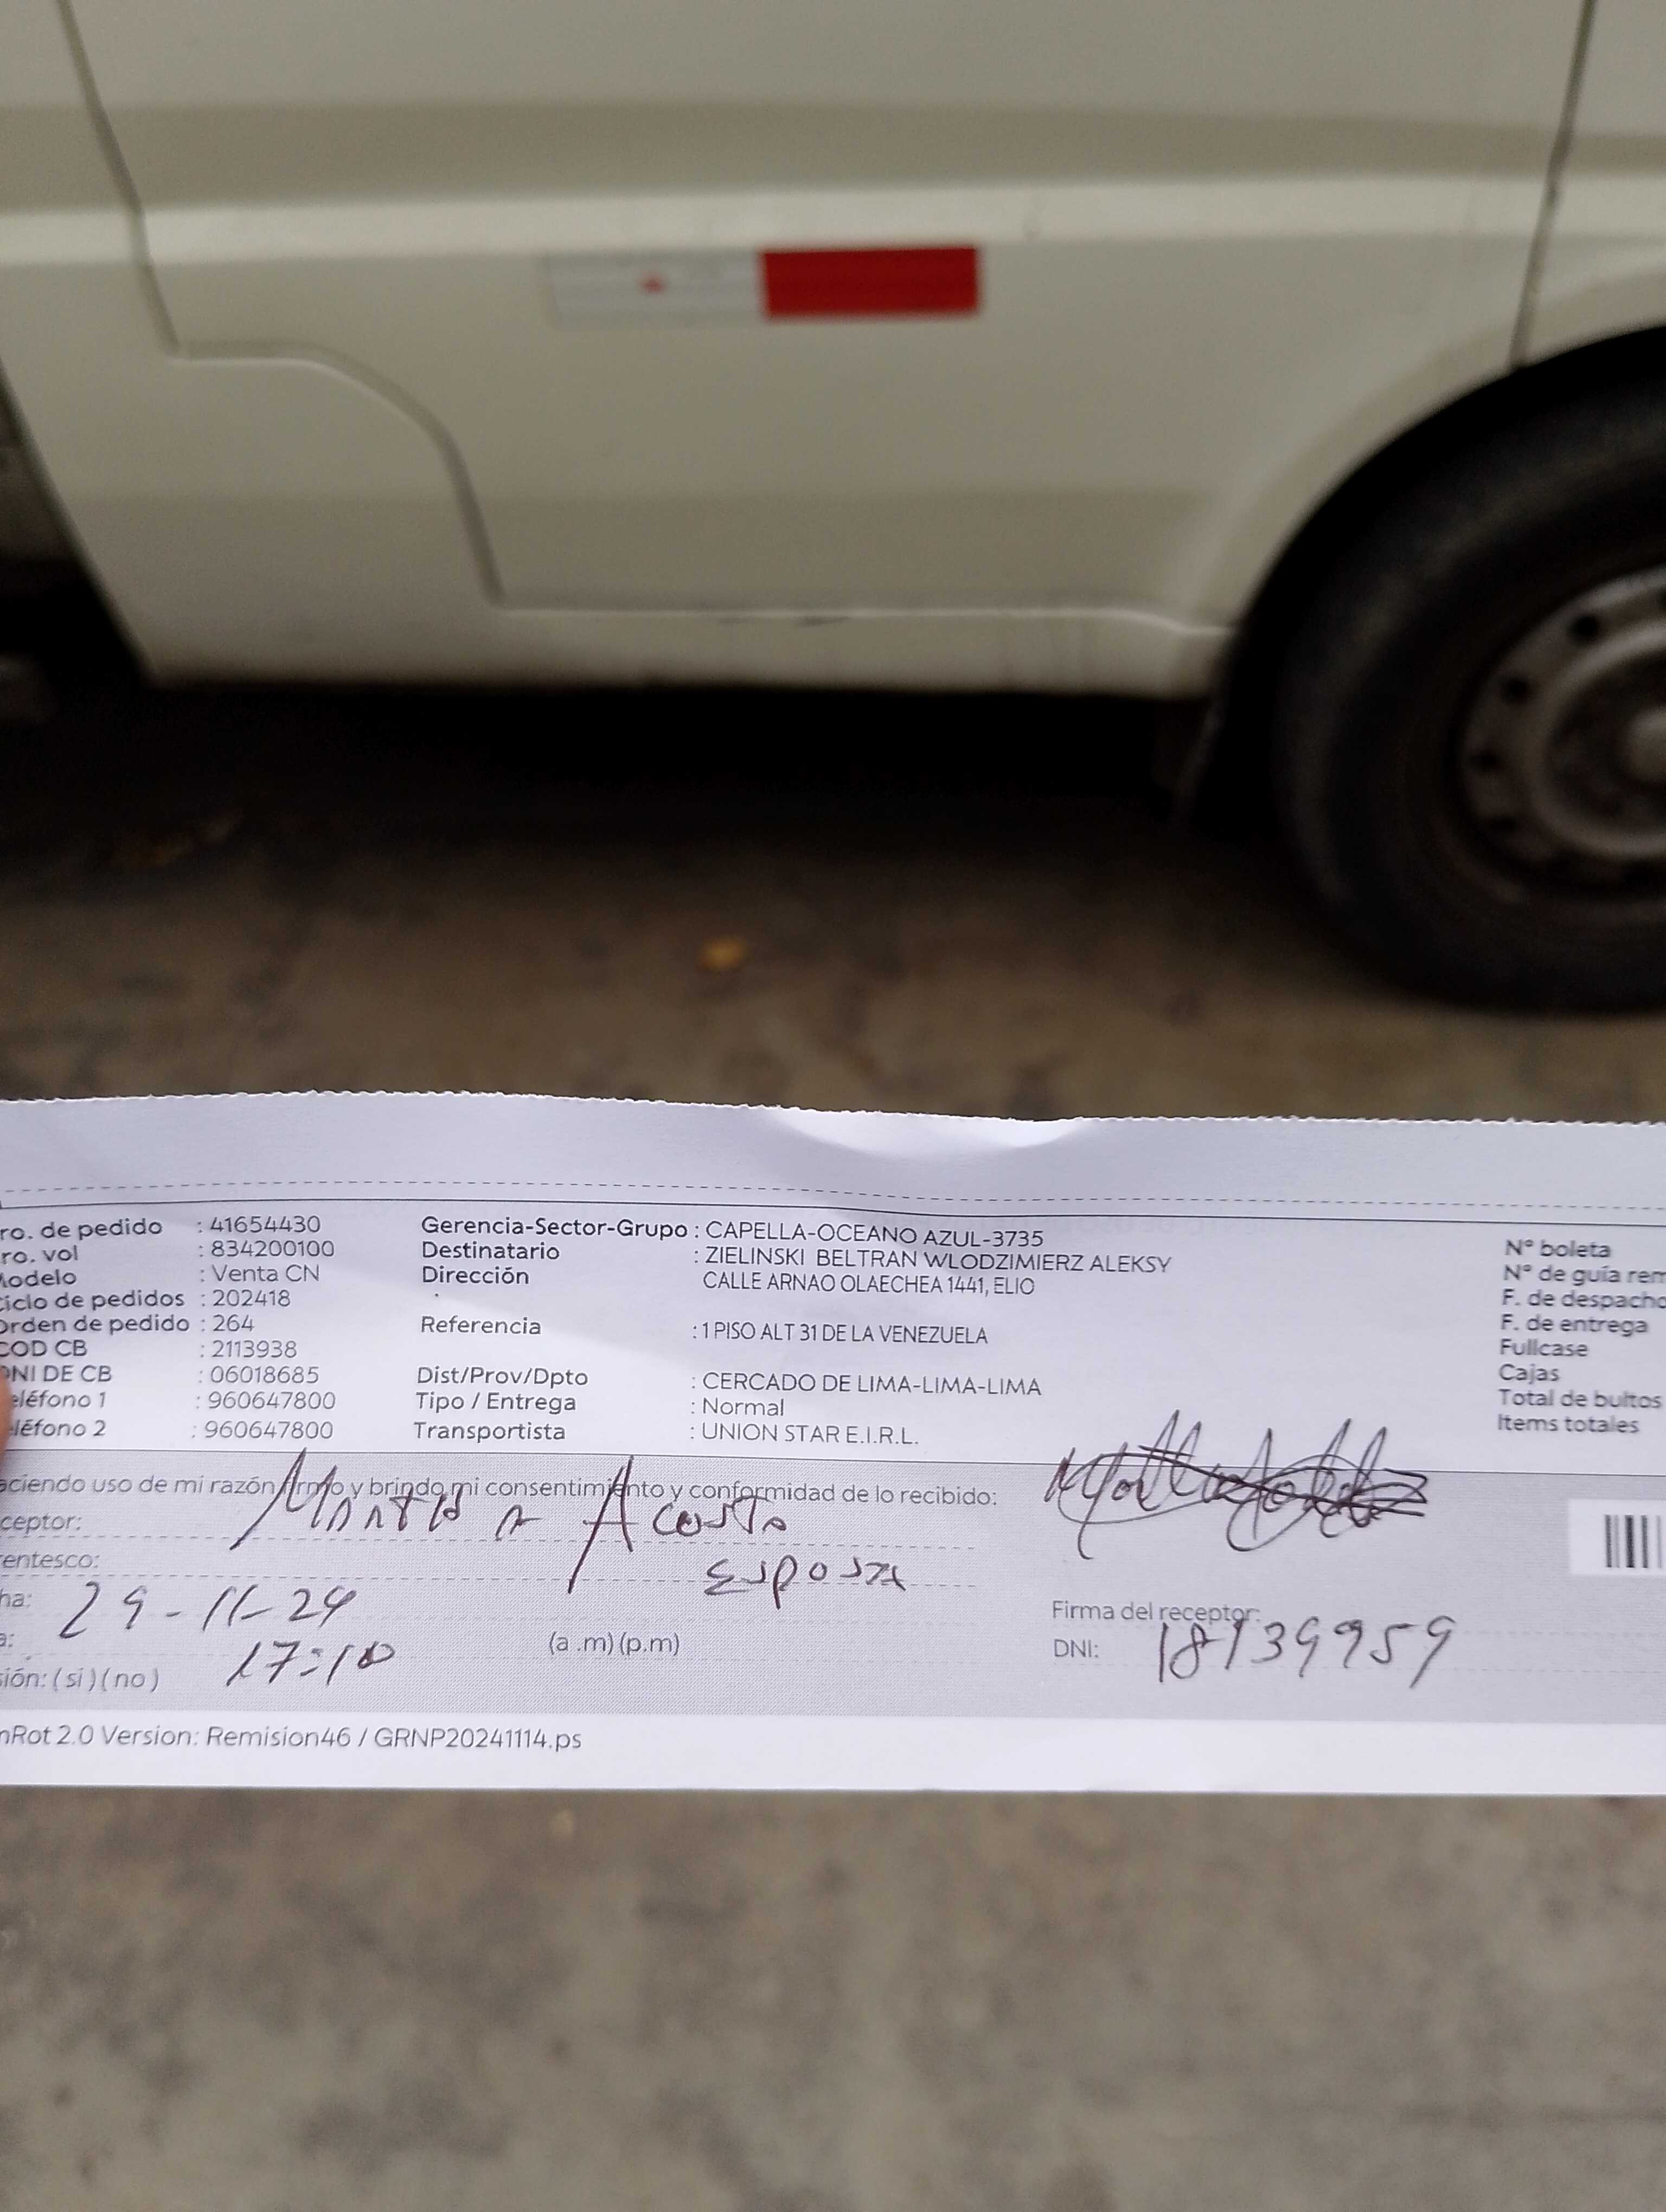 ro. de pedido : 41654430
ro. vol : 834200100
Modelo : Venta CN
iclo de pedidos : 202418
Orden de pedido : 264
COD CB : 2113938
DNI DE CB : 06018685
eléfono 1 : 960647800
eléfono 2 : 960647800
Gerencia-Sector-Grupo : CAPELLA-OCEANO AZUL-3735
Destinatario : ZIELINSKI BELTRAN WLODZIMIERZ ALEKSY
Dirección CALLE ARNAO OLAECHEA 1441, ELIO
Referencia : 1 PISO ALT 31 DE LA VENEZUELA
Dist/Prov/Dpto : CERCADO DE LIMA-LIMA-LIMA
Tipo / Entrega : Normal
Transportista : UNION STAR E.I.R.L.
N° boleta
N° de guía rem
F. de despacho
F. de entrega
Fullcase
Cajas
Total de bultos
Items totales
aciendo uso de mi razón firmo y brindo mi consentimiento y conformidad de lo recibido:
ceptor: Acosta
entesco: Esposa
ha: 29-11-24
a: 17:10 (a .m) (p.m)
sión: ( si ) ( no )
Firma del receptor:
DNI: 18139959
nRot 2.0 Version: Remision46 / GRNP20241114.ps